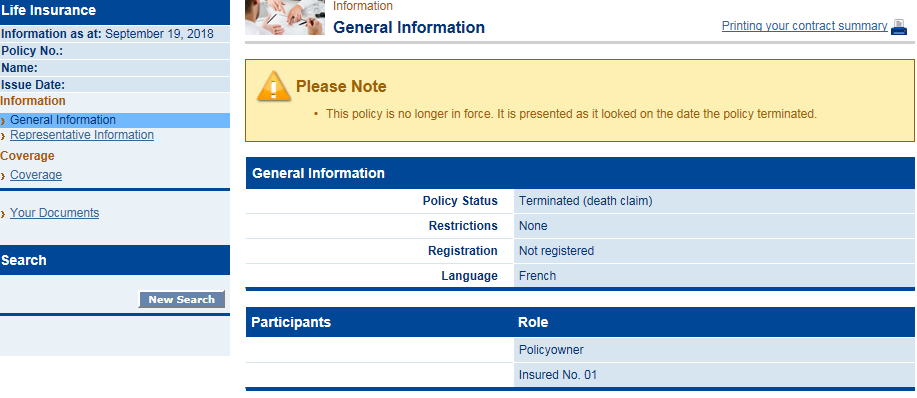 Life Insurance
Information as at: September 19, 2018
Policy No.:
Name:
Issue Date:
Information
General Information
Representative Information
Coverage
Coverage
Your Documents
Search
New Search
Information
General Information
Printing your contract summary
Please Note
• This policy is no longer in force. It is presented as it looked on the date the policy terminated.
General Information
Policy Status Terminated (death claim)
Restrictions None
Registration Not registered
Language French
Participants Role
Policyowner
Insured No. 01